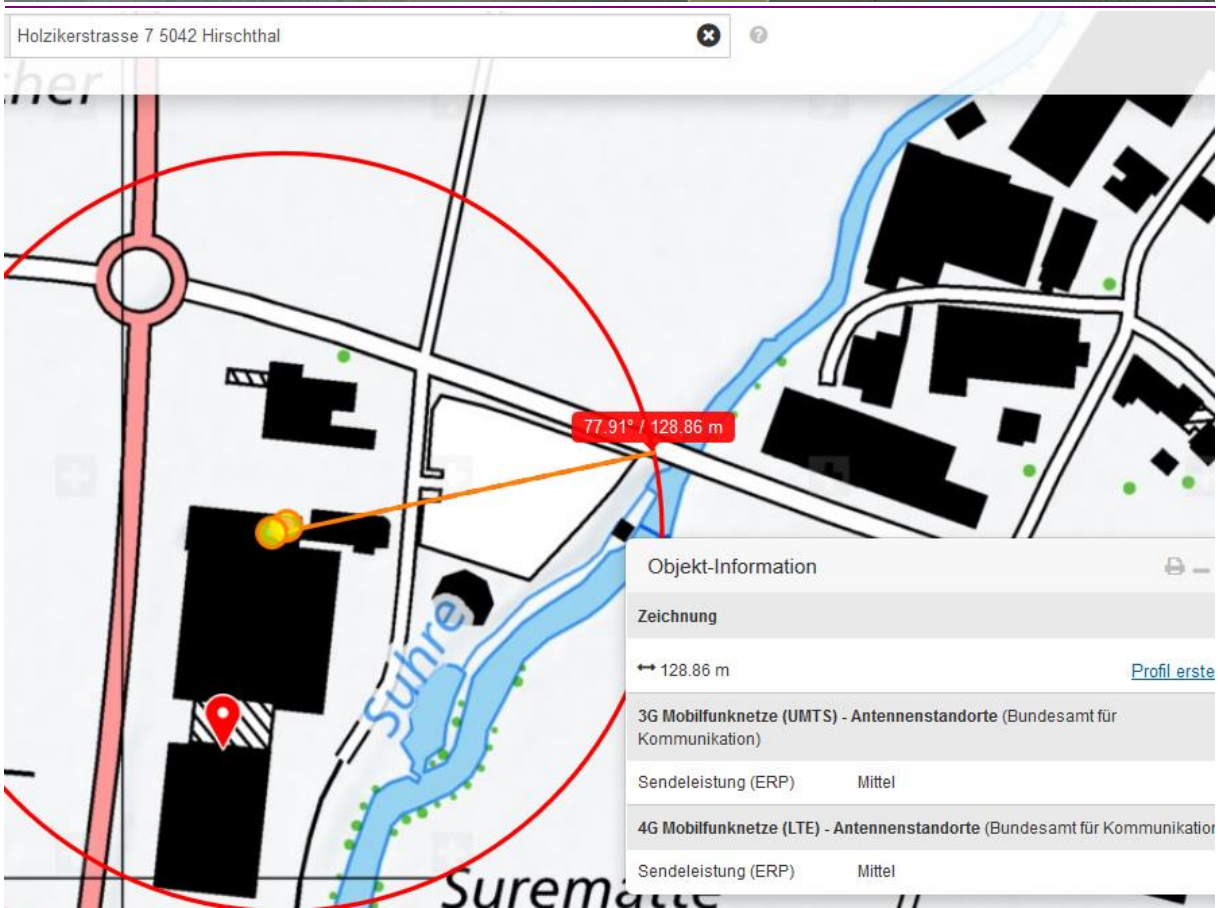 Holzikerstrasse 7 5042 Hirschthal
cher
77.91° / 128.86 m
Suhre
Objekt-Information
Zeichnung
↔ 128.86 m
Profil erste
3G Mobilfunknetze (UMTS) - Antennenstandorte (Bundesamt für
Kommunikation)
Sendeleistung (ERP) Mittel
4G Mobilfunknetze (LTE) - Antennenstandorte (Bundesamt für Kommunikation
Sendeleistung (ERP) Mittel
Surematte